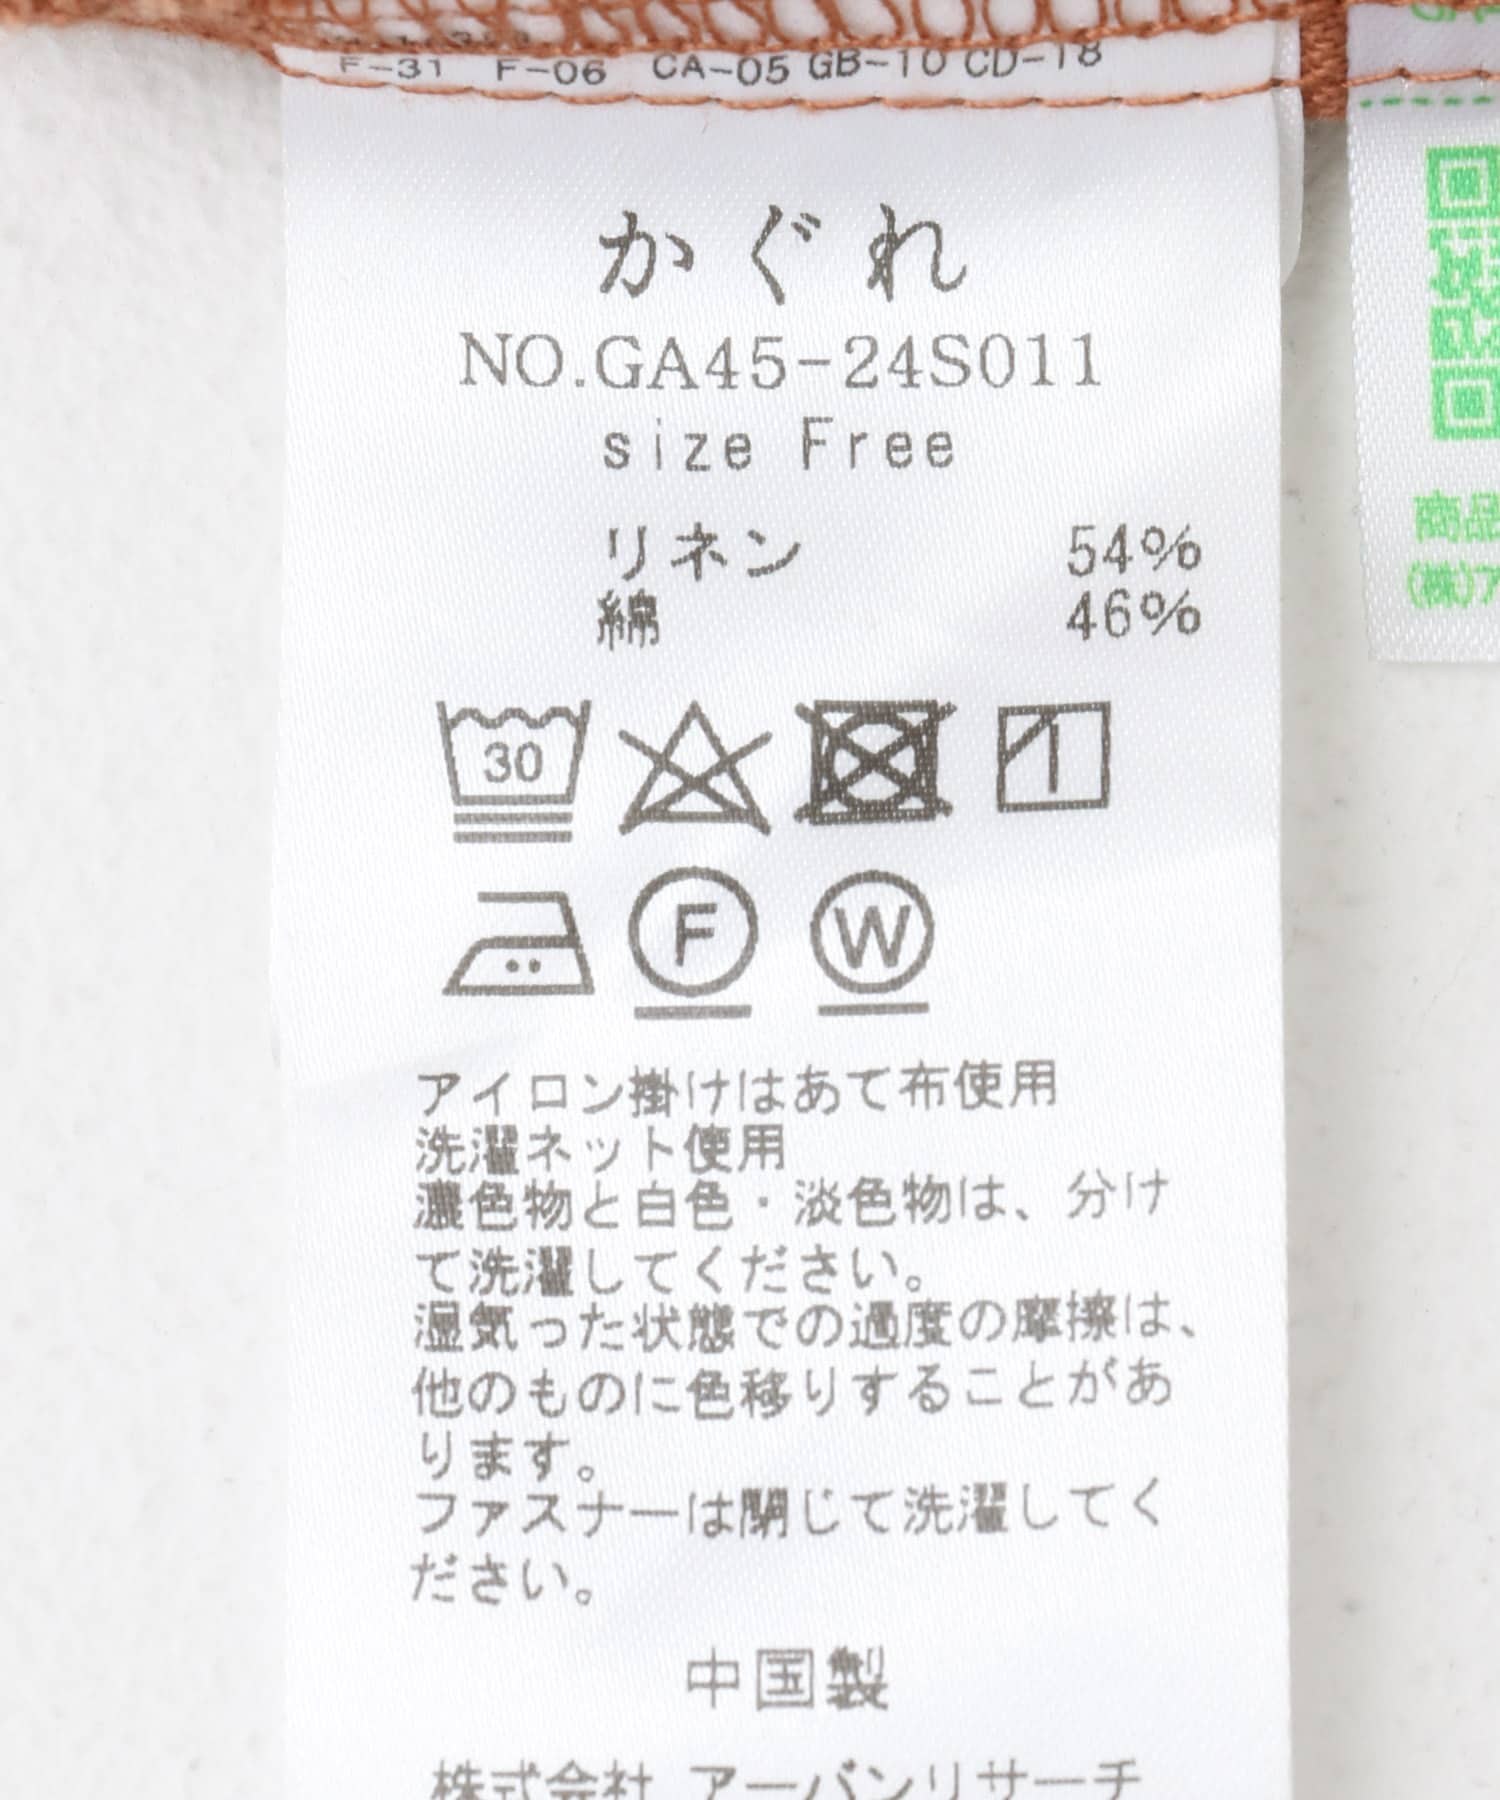 F-31 F-06 CA-05 GB-10 CD-18
かぐれ
NO.GA45-24S011
size Free
リネン 54%
綿 46%
30
F W
アイロン掛けはあて布使用
洗濯ネット使用
濃色物と白色・淡色物は、分け
て洗濯してください。
湿気った状態での過度の摩擦は、
他のものに色移りすることがあ
ります。
ファスナーは閉じて洗濯してく
ださい。
中国製
株式会社 アーバンリサーチ
商品
(株)ア